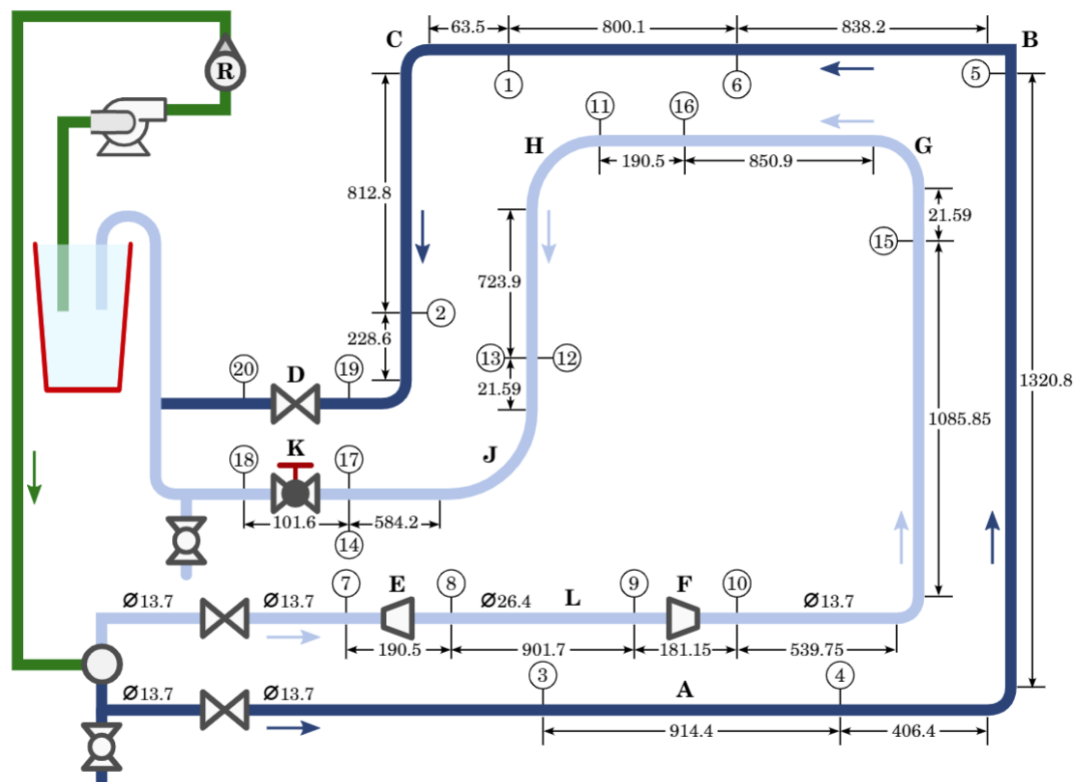 63.5 800.1 838.2
C B
R 1 6 5
11 16
H G
190.5 850.9
812.8 21.59
15
723.9
2
228.6 13 12
20 D 19 21.59 1320.8
1085.85
K J
18 17
101.6 584.2
14
7 E 8 9 F 10
Ø13.7 Ø13.7 Ø26.4 L Ø13.7
190.5 901.7 181.15 539.75
3 4
Ø13.7 Ø13.7 A
914.4 406.4